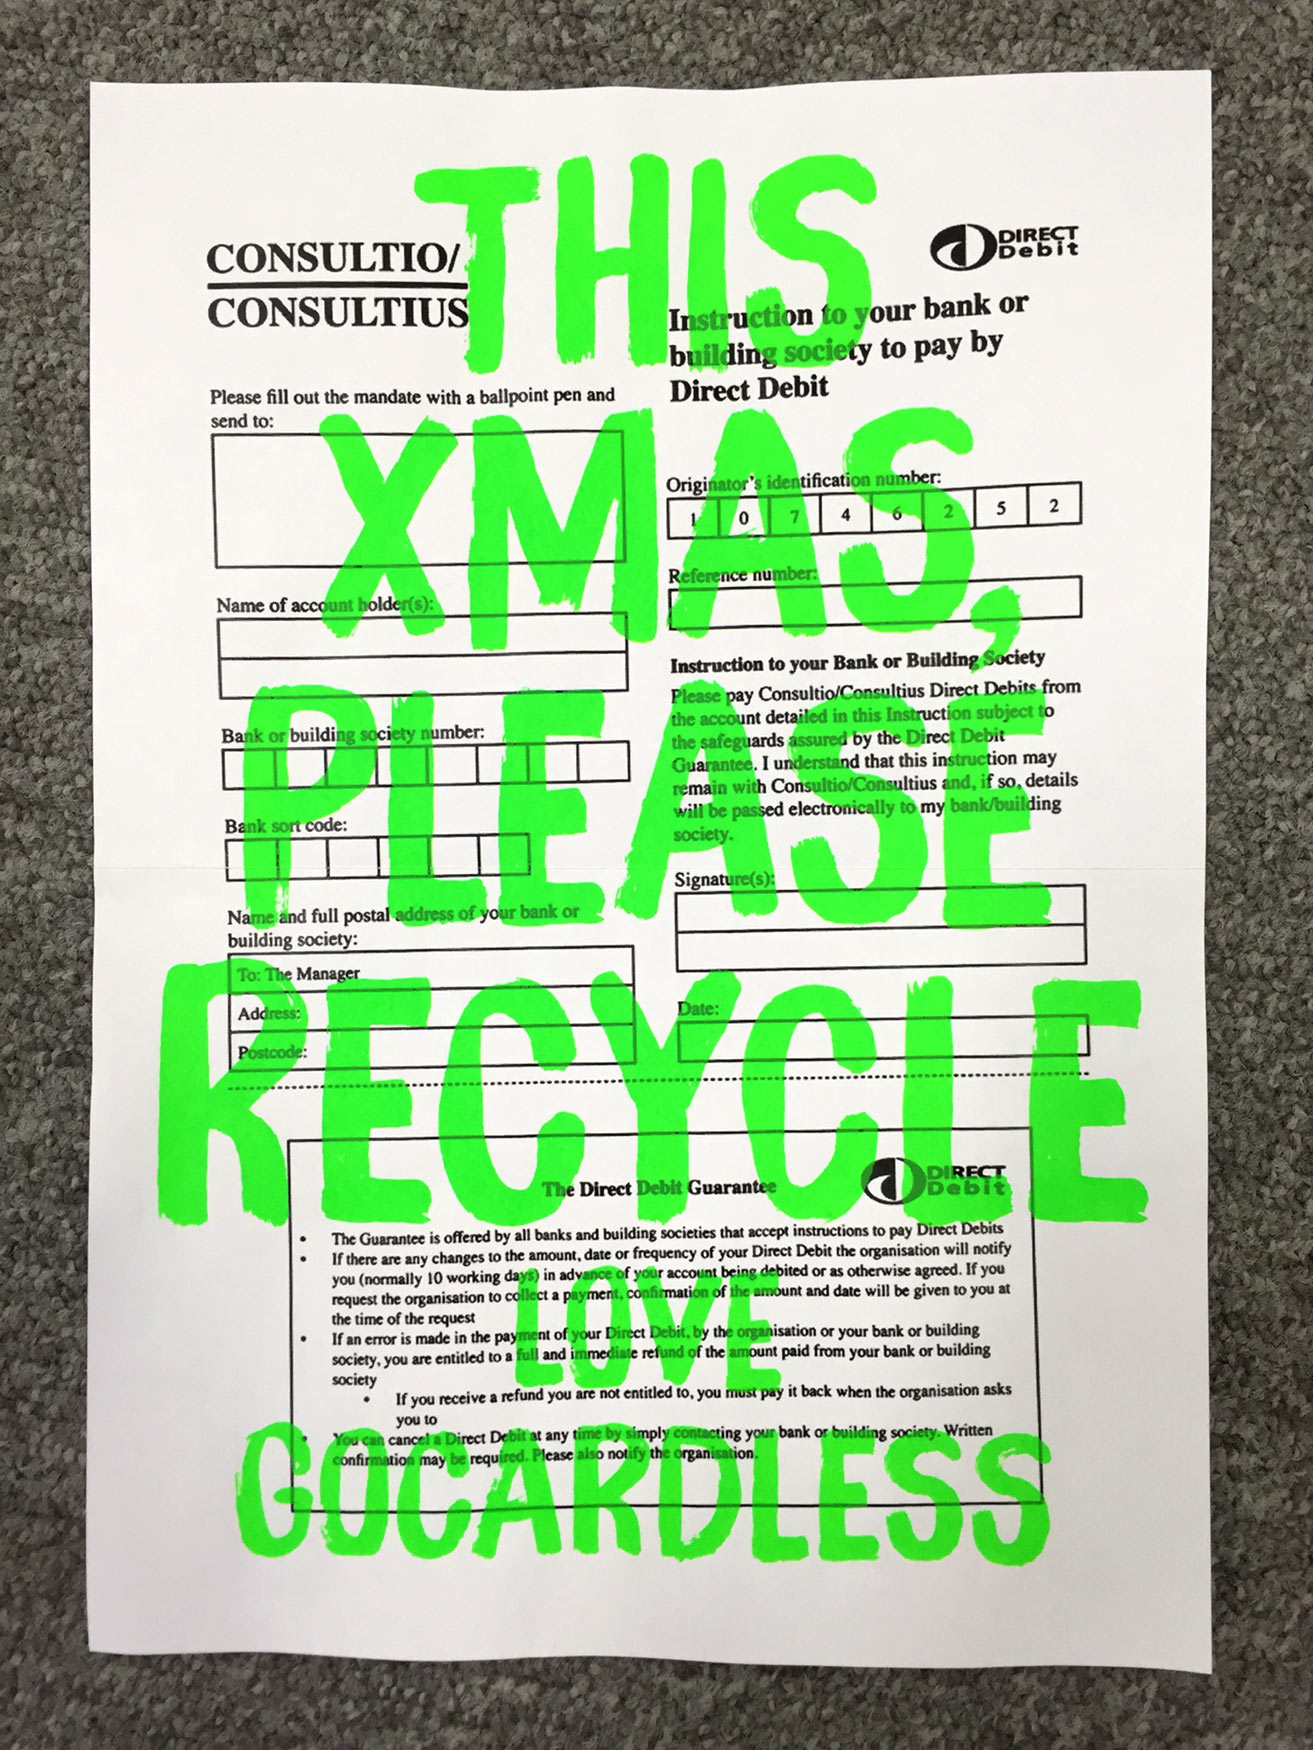 THIS
XMAS,
PLEASE
RECYCLE
LOVE
GOCARDLESS
CONSULTIO/
CONSULTIUS
Please fill out the mandate with a ballpoint pen and
send to:
Name of account holder(s):
Bank or building society number:
Bank sort code:
Name and full postal address of your bank or
building society:
To: The Manager
Address:
Postcode:
DIRECT
Debit
Instruction to your bank or
building society to pay by
Direct Debit
Originator's identification number:
1 0 7 4 6 2 5 2
Reference number:
Instruction to your Bank or Building Society
Please pay Consultio/Consultius Direct Debits from
the account detailed in this Instruction subject to
the safeguards assured by the Direct Debit
Guarantee. I understand that this instruction may
remain with Consultio/Consultius and, if so, details
will be passed electronically to my bank/building
society.
Signature(s):
Date:
The Direct Debit Guarantee
DIRECT
Debit
• The Guarantee is offered by all banks and building societies that accept instructions to pay Direct Debits
• If there are any changes to the amount, date or frequency of your Direct Debit the organisation will notify
you (normally 10 working days) in advance of your account being debited or as otherwise agreed. If you
request the organisation to collect a payment, confirmation of the amount and date will be given to you at
the time of the request
• If an error is made in the payment of your Direct Debit, by the organisation or your bank or building
society, you are entitled to a full and immediate refund of the amount paid from your bank or building
society
• If you receive a refund you are not entitled to, you must pay it back when the organisation asks
you to
• You can cancel a Direct Debit at any time by simply contacting your bank or building society. Written
confirmation may be required. Please also notify the organisation.